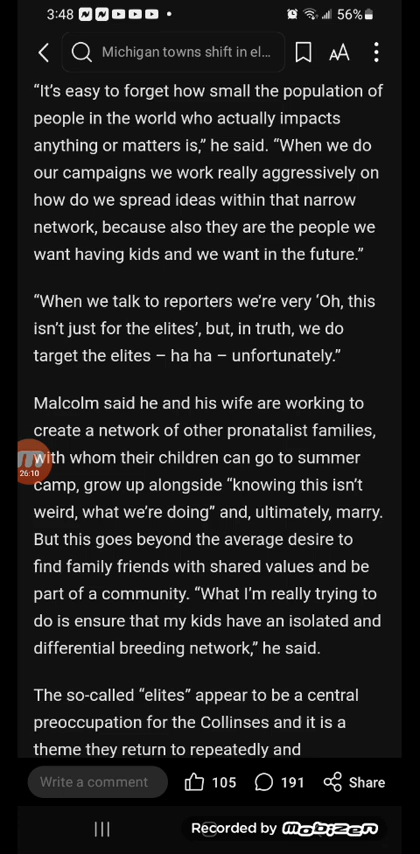 3:48
56%
Michigan towns shift in el...
AA
“It’s easy to forget how small the population of
people in the world who actually impacts
anything or matters is,” he said. “When we do
our campaigns we work really aggressively on
how do we spread ideas within that narrow
network, because also they are the people we
want having kids and we want in the future.”
“When we talk to reporters we’re very ‘Oh, this
isn’t just for the elites’, but, in truth, we do
target the elites – ha ha – unfortunately.”
Malcolm said he and his wife are working to
create a network of other pronatalist families,
with whom their children can go to summer
26:10
camp, grow up alongside “knowing this isn’t
weird, what we’re doing” and, ultimately, marry.
But this goes beyond the average desire to
find family friends with shared values and be
part of a community. “What I’m really trying to
do is ensure that my kids have an isolated and
differential breeding network,” he said.
The so-called “elites” appear to be a central
preoccupation for the Collinses and it is a
theme they return to repeatedly and
Write a comment
105
191
Share
Recorded by mobizen